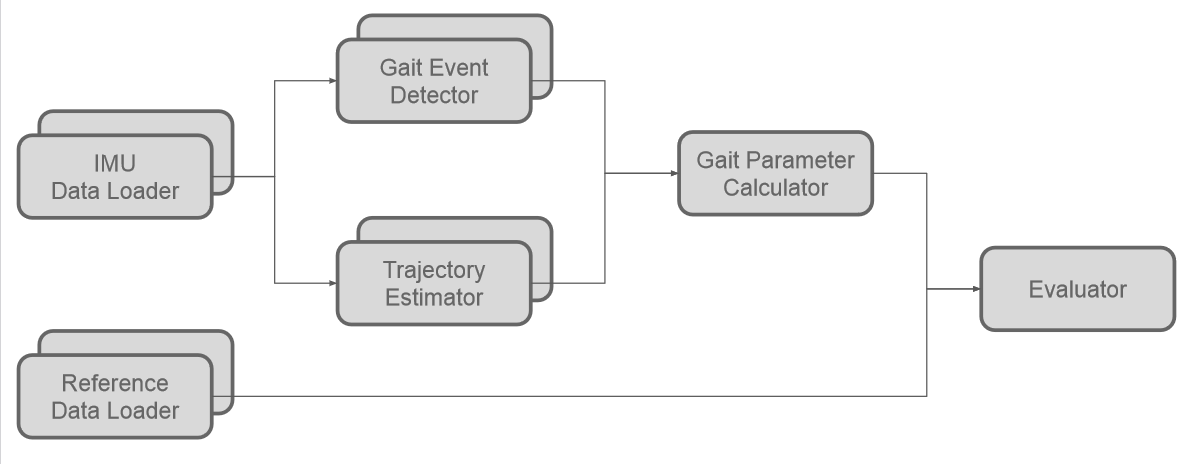 Gait Event
Detector
IMU
Data Loader
Gait Parameter
Calculator
Trajectory
Estimator
Evaluator
Reference
Data Loader